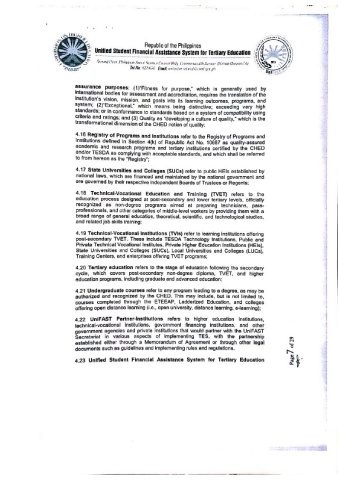 Republic of the Philippines
Unified Student Financial Assistance System for Tertiary Education
assurance purposes: (1)"Fitness for purpose," which is generally used by
international bodies for assessment and accreditation, requires the translation of the
institution's vision, mission, and goals into its learning outcomes, programs, and
system; (2)"Exceptional," which means being distinctive, exceeding very high
standards; or in conformance to standards based on a system of compatibility using
criteria and ratings; and (3) Quality as "developing a culture of quality," which is the
transformational dimension of the CHED notion of quality;
4.16 Registry of Programs and Institutions refer to the Registry of Programs and
Institutions defined in Section 4(k) of Republic Act No. 10687 as quality-assured
academic and research programs and tertiary institutions certified by the CHED
and/or TESDA as complying with acceptable standards, and which shall be referred
to from hereon as the "Registry";
4.17 State Universities and Colleges (SUCs) refer to public HEIs established by
national laws, which are financed and maintained by the national government and
are governed by their respective independent Boards of Trustees or Regents;
4.18 Technical-Vocational Education and Training (TVET) refers to the
education process designed at post-secondary and lower tertiary levels, officially
recognized as non-degree programs aimed at preparing technicians, para-
professionals, and other categories of middle-level workers by providing them with a
broad range of general education, theoretical, scientific, and technological studies,
and related job skills training;
4.19 Technical-Vocational Institutions (TVIs) refer to learning institutions offering
post-secondary TVET. These include TESDA Technology Institutions, Public and
Private Technical Vocational Institutes, Private Higher Education Institutions (HEIs),
State Universities and Colleges (SUCs), Local Universities and Colleges (LUCs),
Training Centers, and enterprises offering TVET programs;
4.20 Tertiary education refers to the stage of education following the secondary
cycle, which covers post-secondary non-degree diploma, TVET, and higher
education programs, including graduate and advanced education;
4.21 Undergraduate courses refer to any program leading to a degree, as may be
authorized and recognized by the CHED. This may include, but is not limited to,
courses completed through the ETEEAP, Ladderized Education, and colleges
offering open distance learning (i.e., open university, distance learning, e-learning);
4.22 UniFAST Partner-Institutions refers to higher education institutions,
technical-vocational institutions, government financing institutions, and other
government agencies and private institutions that would partner with the UniFAST
Secretariat in various aspects of implementing TES, with the partnership
established either through a Memorandum of Agreement or through other legal
documents such as guidelines and implementing rules and regulations.
4.23 Unified Student Financial Assistance System for Tertiary Education
Page 7 of 29